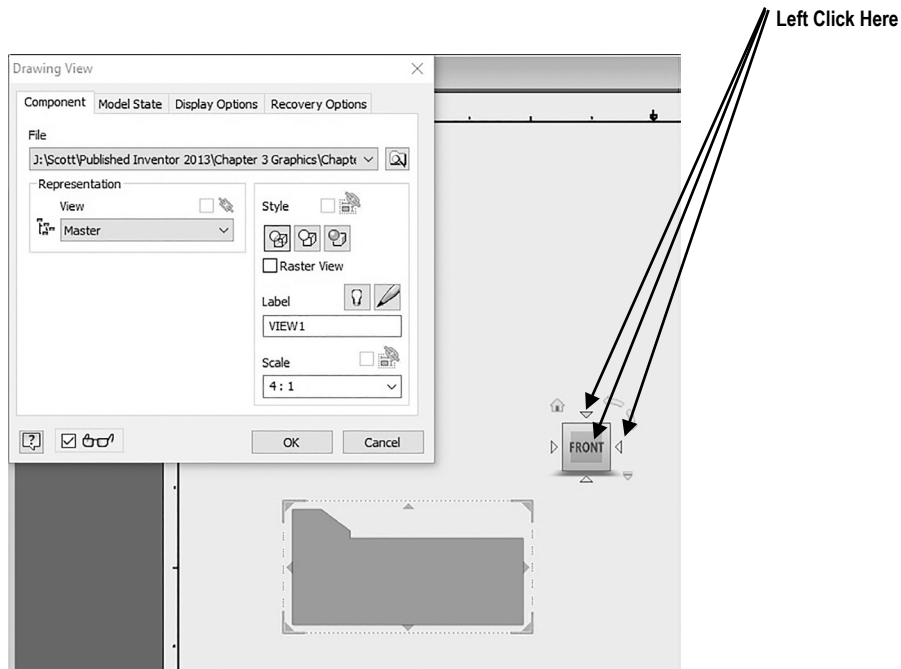 Left Click Here
Drawing View
Component Model State Display Options Recovery Options
File
J:\Scott\Published Inventor 2013\Chapter 3 Graphics\Chapte
Representation
View
Master
Style
Raster View
Label
VIEW1
Scale
4 : 1
OK Cancel
FRONT